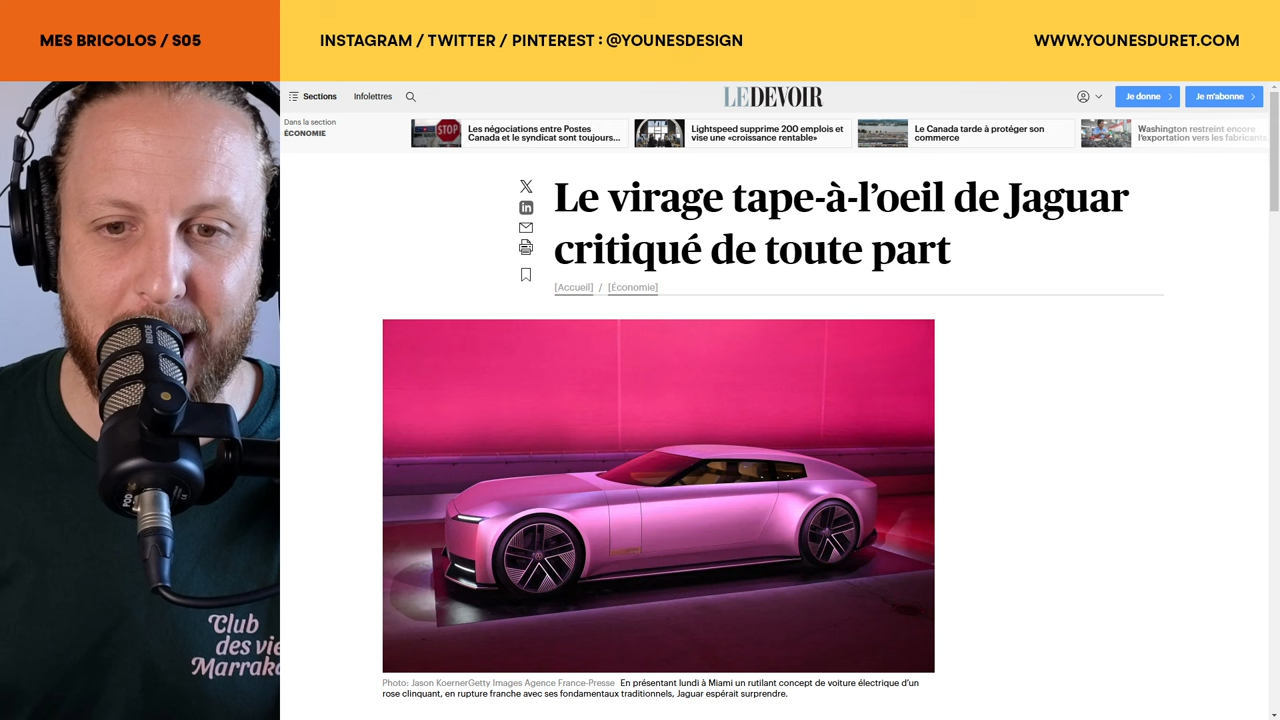 MES BRICOLOS / S05
INSTAGRAM / TWITTER / PINTEREST : @YOUNESDESIGN
WWW.YOUNESDURET.COM
Sections
Infolettres
LE DEVOIR
Je donne
Je m'abonne
Dans la section
ÉCONOMIE
STOP
Les négociations entre Postes
Canada et le syndicat sont toujours...
Lightspeed supprime 200 emplois et
vise une «croissance rentable»
Le Canada tarde à protéger son
commerce
Washington restreint encore
l'exportation vers les fabricants
Le virage tape-à-l'oeil de Jaguar
critiqué de toute part
[Accueil] / [Économie]
Photo: Jason KoernerGetty Images Agence France-Presse En présentant lundi à Miami un rutilant concept de voiture électrique d'un
rose clinquant, en rupture franche avec ses fondamentaux traditionnels, Jaguar espérait surprendre.
RØDE
POD
Club
des vie
Marrake